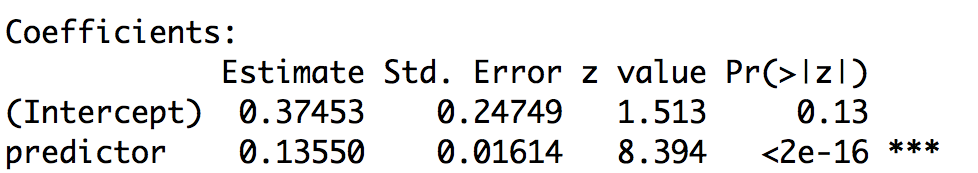 Coefficients:
            Estimate Std. Error z value Pr(>|z|)
(Intercept)  0.37453    0.24749   1.513     0.13
predictor    0.13550    0.01614   8.394   <2e-16 ***